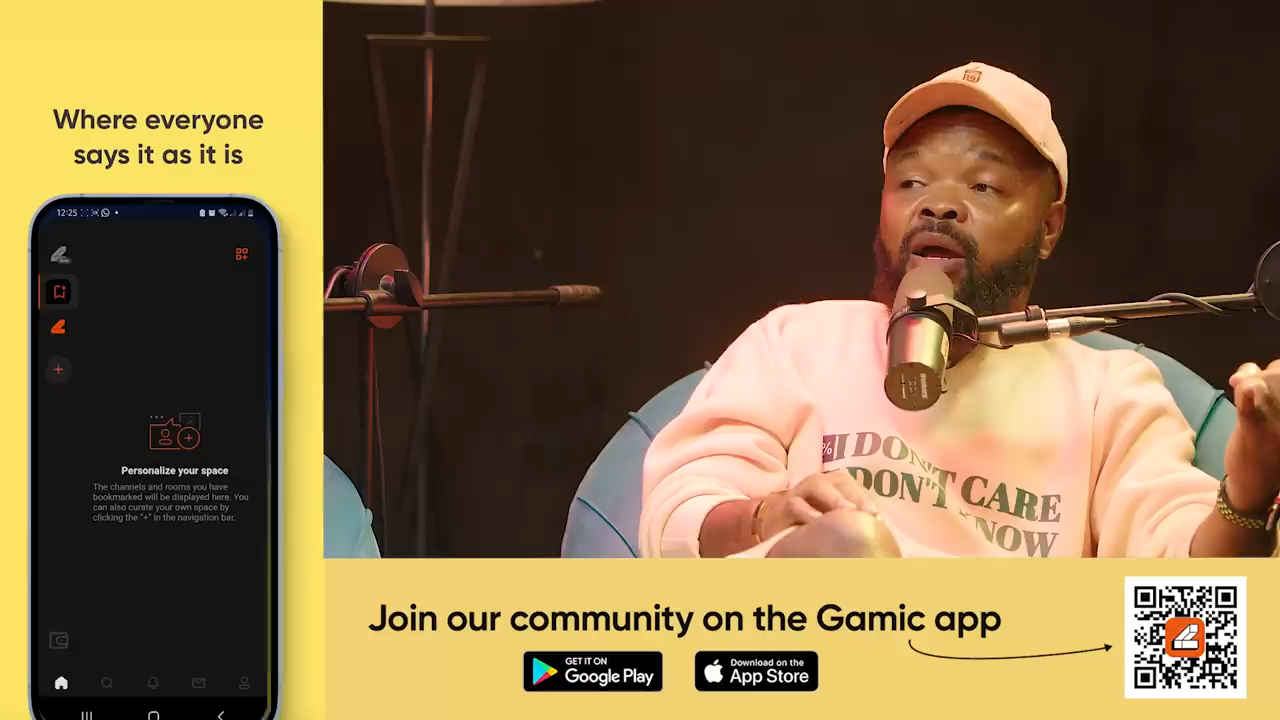 Where everyone
says it as it is
12:25
Personalize your space
The channels and rooms you have
bookmarked will be displayed here. You
can also curate your own space by
clicking the "+" in the navigation bar.
I DON'T CARE
DON'T KNOW
Join our community on the Gamic app
GET IT ON
Google Play
Download on the
App Store